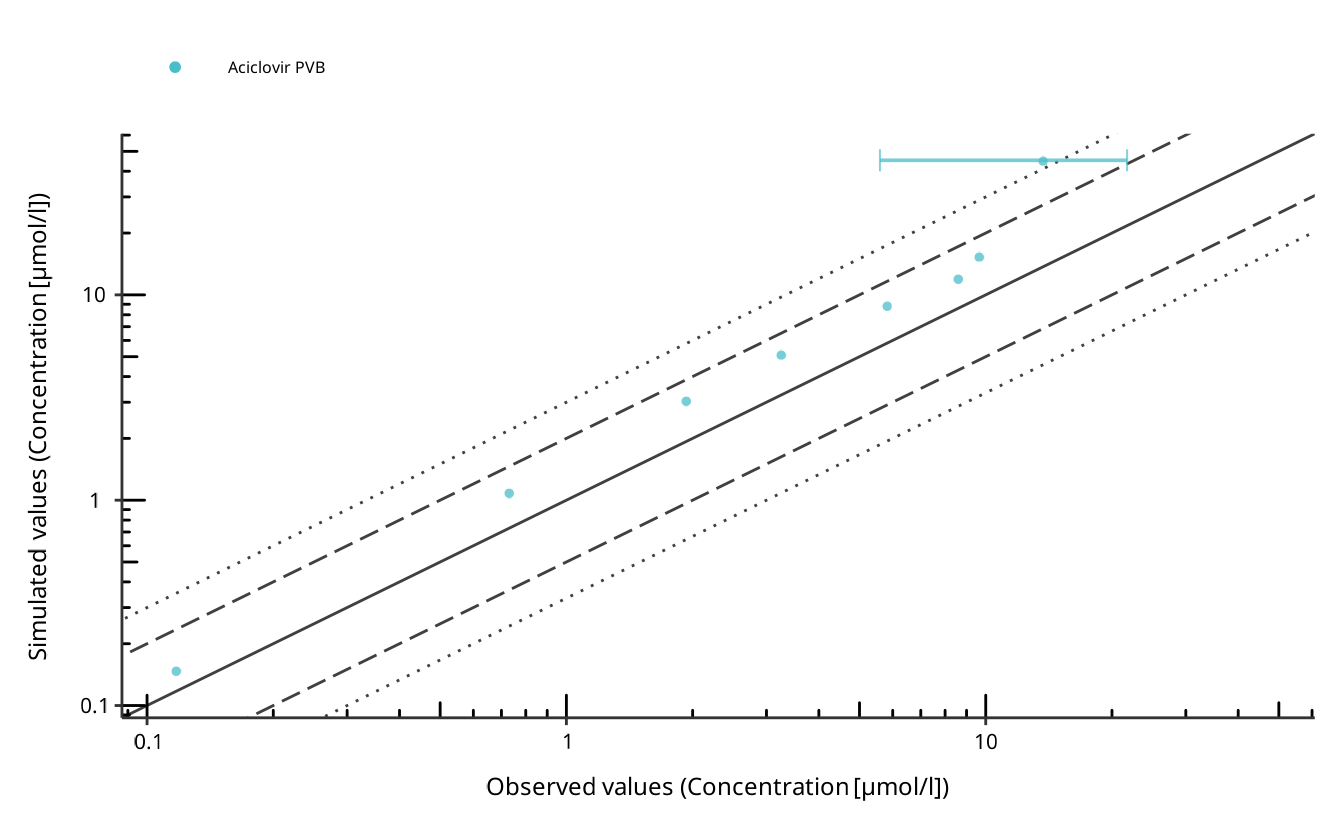 Aciclovir PVB
Simulated values (Concentration [µmol/l])
10
1
0.1
0.1
1
10
Observed values (Concentration [µmol/l])